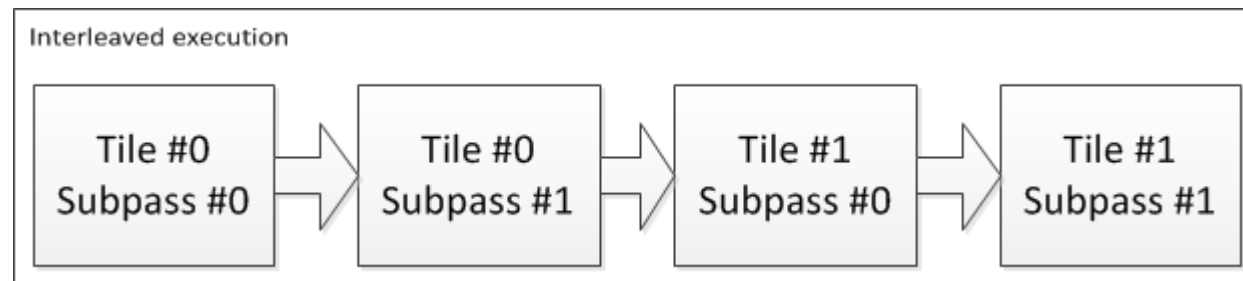 Interleaved execution
Tile #0
Subpass #0
Tile #0
Subpass #1
Tile #1
Subpass #0
Tile #1
Subpass #1